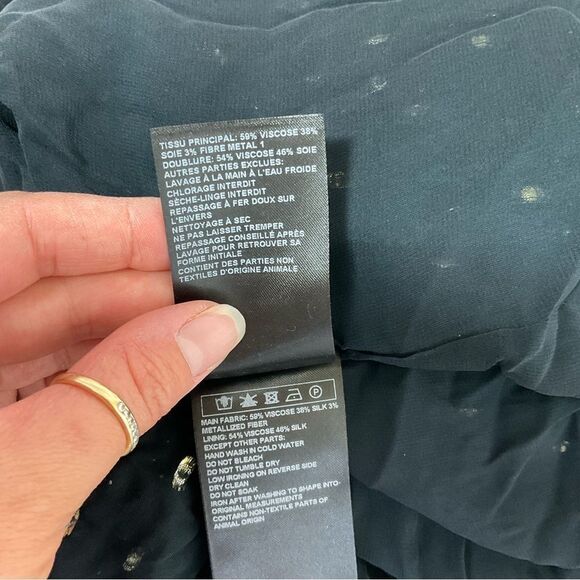 TISSU PRINCIPAL: 59% VISCOSE 38%
SOIE 3% FIBRE METAL 1
DOUBLURE: 54% VISCOSE 46% SOIE
AUTRES PARTIES EXCLUES:
LAVAGE À LA MAIN À L'EAU FROIDE
CHLORAGE INTERDIT
SÈCHE-LINGE INTERDIT
REPASSAGE À FER DOUX SUR
L'ENVERS
NETTOYAGE À SEC
NE PAS LAISSER TREMPER
REPASSAGE CONSEILLÉ APRÈS
LAVAGE POUR RETROUVER SA
FORME INITIALE
CONTIENT DES PARTIES NON
TEXTILES D'ORIGINE ANIMALE
MAIN FABRIC: 59% VISCOSE 38% SILK 3%
METALLIZED FIBER
LINING: 54% VISCOSE 46% SILK
EXCEPT OTHER PARTS:
HAND WASH IN COLD WATER
DO NOT BLEACH
DO NOT TUMBLE DRY
LOW IRONING ON REVERSE SIDE
DRY CLEAN
DO NOT SOAK
IRON AFTER WASHING TO SHAPE INTO-
ORIGINAL MEASUREMENTS
CONTAINS NON-TEXTILE PARTS OF
ANIMAL ORIGIN